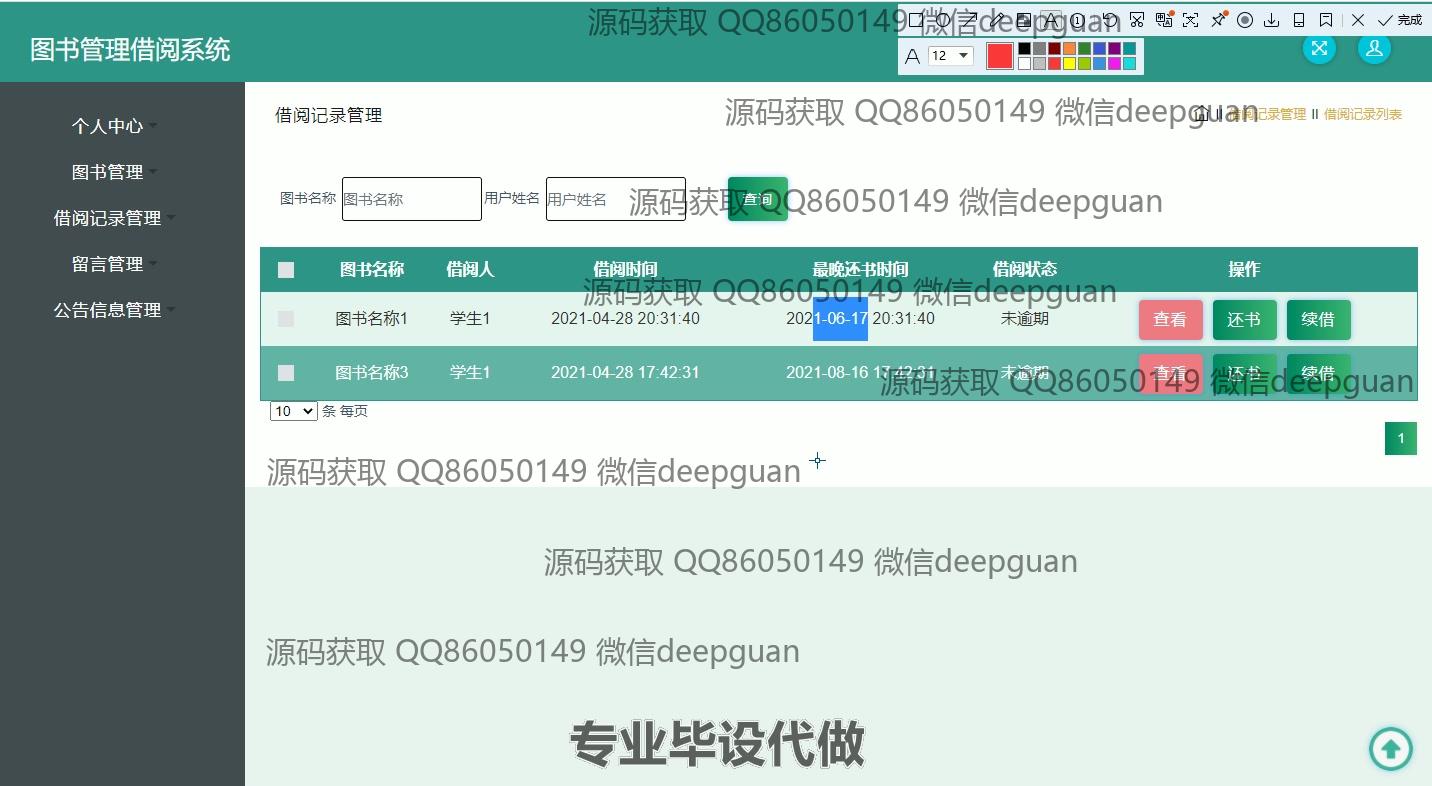 源码获取 QQ86050149 微信deepguan
完成
图书管理借阅系统
A 12
个人中心
图书管理
借阅记录管理
留言管理
公告信息管理
借阅记录管理
源码获取 QQ86050149 微信deepguan
借阅记录管理 II 借阅记录列表
图书名称 图书名称 用户姓名 用户姓名 查询
源码获取 QQ86050149 微信deepguan
图书名称 借阅人 借阅时间 最晚还书时间 借阅状态 操作
源码获取 QQ86050149 微信deepguan
图书名称1 学生1 2021-04-28 20:31:40 2021-06-17 20:31:40 未逾期 查看 还书 续借
图书名称3 学生1 2021-04-28 17:42:31 2021-08-16 17:42:31 未逾期 查看 还书 续借
源码获取 QQ86050149 微信deepguan
10 条 每页
1
源码获取 QQ86050149 微信deepguan
源码获取 QQ86050149 微信deepguan
源码获取 QQ86050149 微信deepguan
专业毕设代做